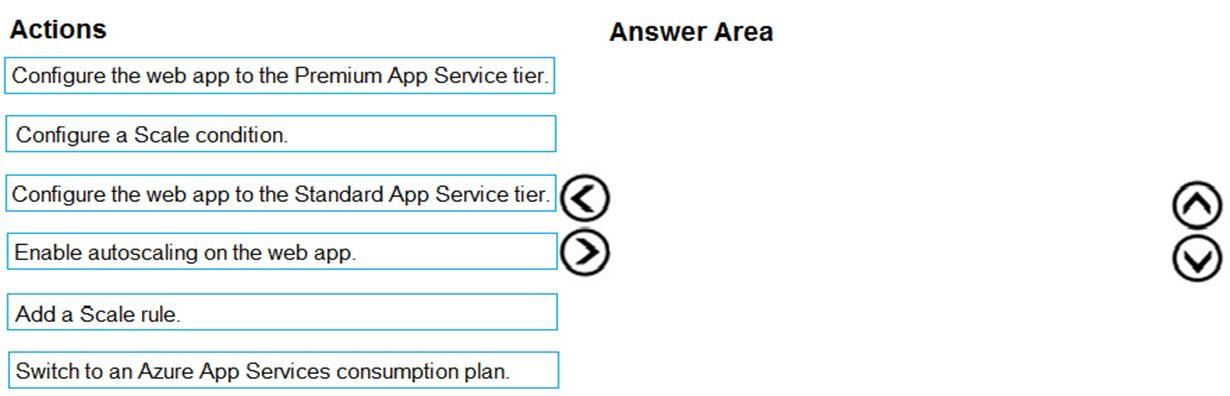 Actions
Answer Area
Configure the web app to the Premium App Service tier.
Configure a Scale condition.
Configure the web app to the Standard App Service tier.
Enable autoscaling on the web app.
Add a Scale rule.
Switch to an Azure App Services consumption plan.